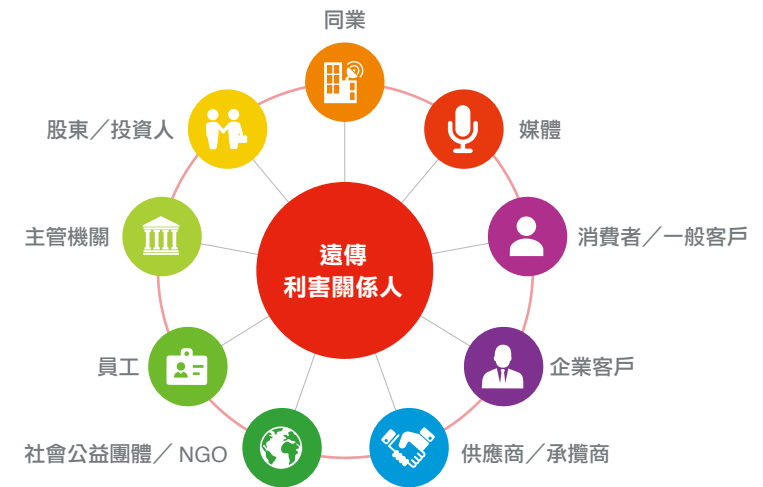 同業
股東／投資人
媒體
主管機關
消費者／一般客戶
遠傳
利害關係人
員工
企業客戶
社會公益團體／ NGO
供應商／承攬商